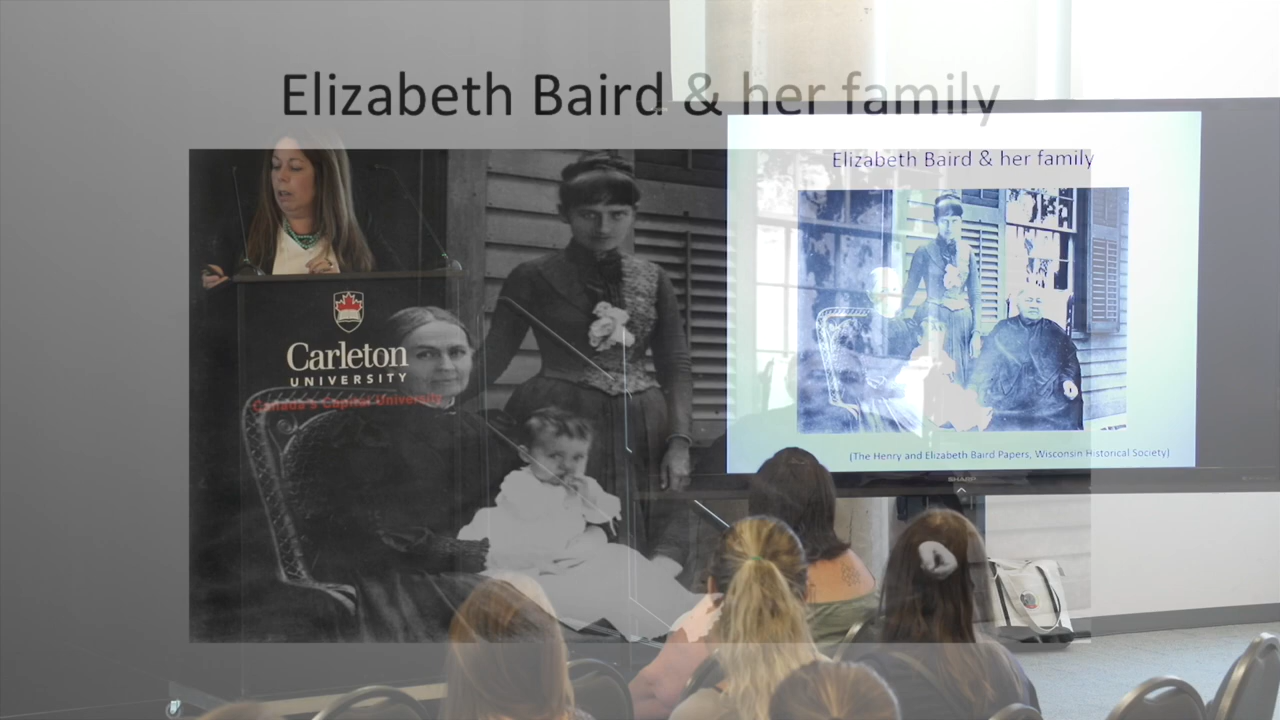 Elizabeth Baird & her family
Elizabeth Baird & her family
Carleton
UNIVERSITY
Canada's Capital University
(The Henry and Elizabeth Baird Papers, Wisconsin Historical Society)
SHARP